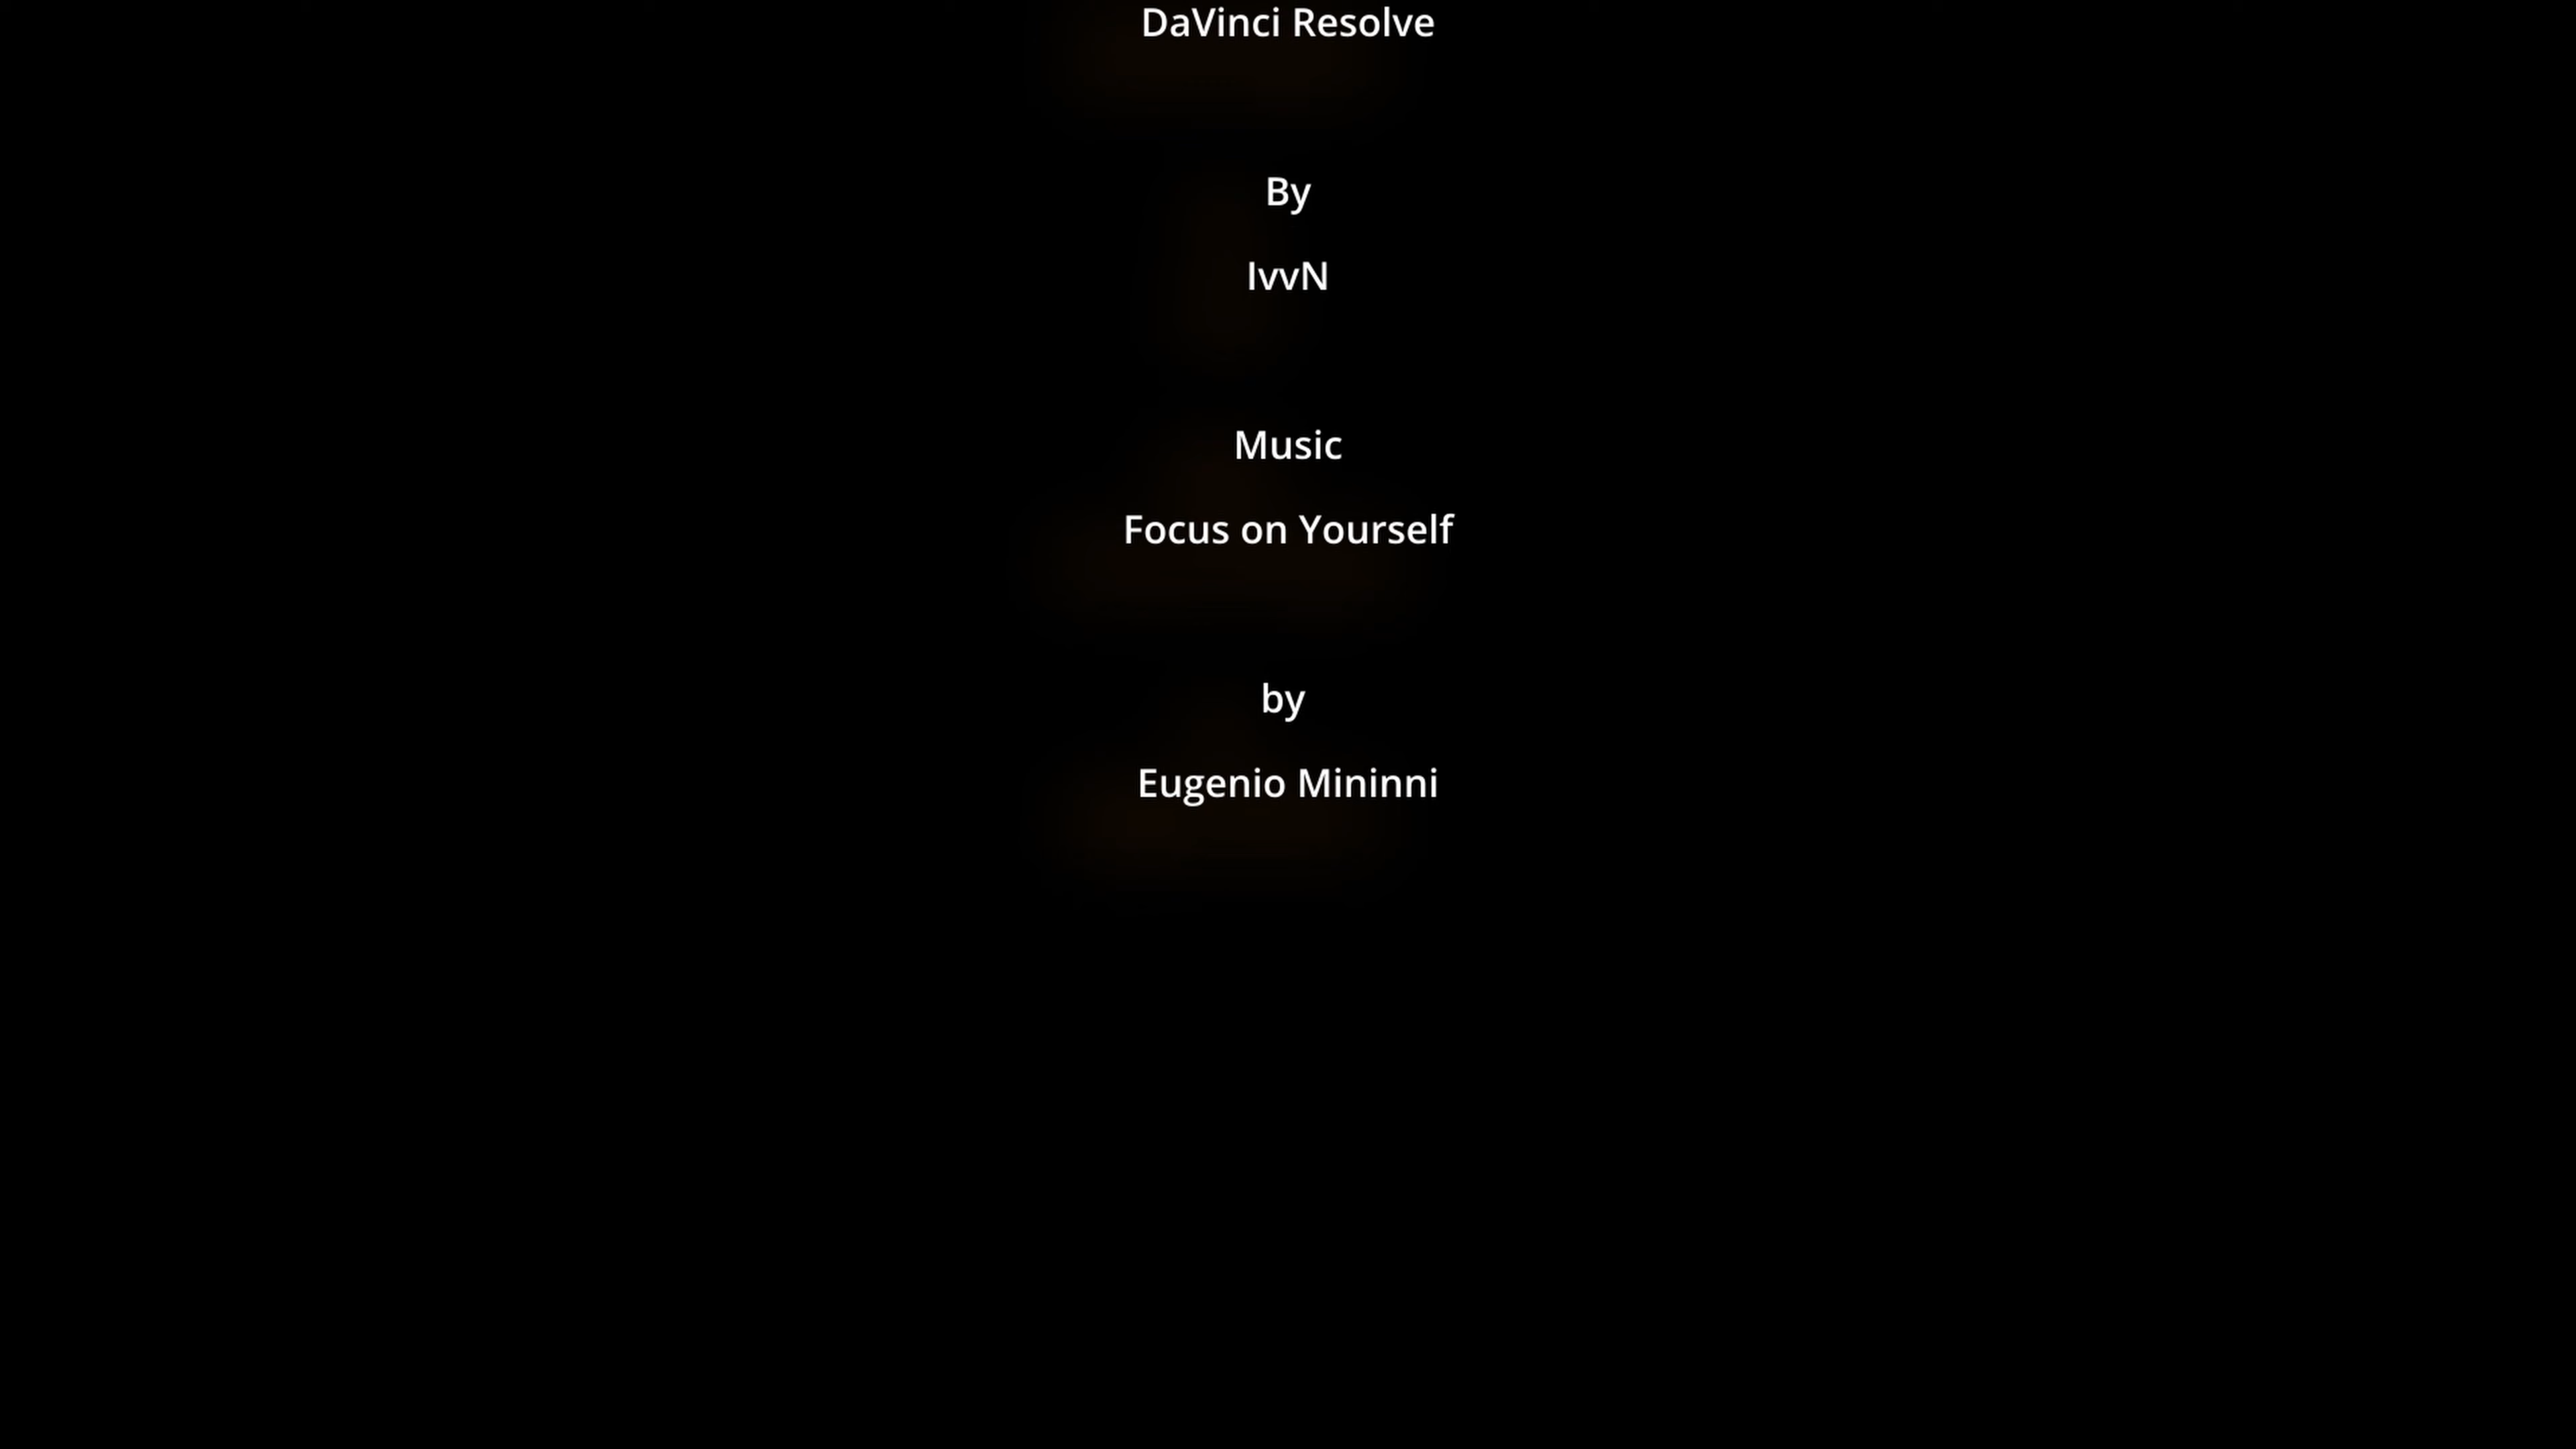 DaVinci Resolve
By
IvvN
Music
Focus on Yourself
by
Eugenio Mininni